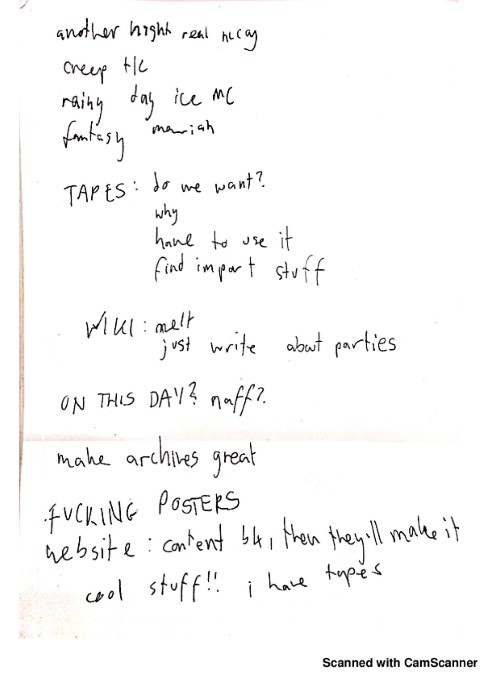 another night real mccoy
creep tlc
rainy day ice MC
fantasy mariah
TAPES: do we want?
why
have to use it
find import stuff
WIKI: melt
just write about parties
ON THIS DAY? naff?
make archives great
FUCKING POSTERS
website: content b4, then they'll make it
cool stuff!! i have tapes
Scanned with CamScanner